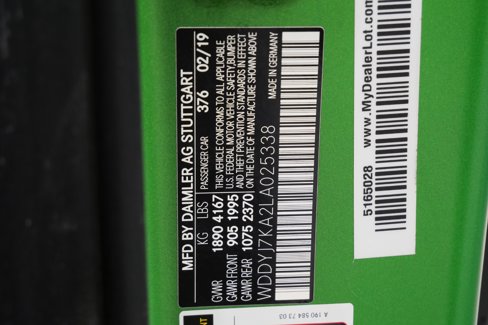 MFD BY DAIMLER AG STUTTGART
PASSENGER CAR 376 02/19
KG LBS
GVWR 1890 4167
GAWR FRONT 905 1995
GAWR REAR 1075 2370
THIS VEHICLE CONFORMS TO ALL APPLICABLE
U.S. FEDERAL MOTOR VEHICLE SAFETY, BUMPER
AND THEFT PREVENTION STANDARDS IN EFFECT
ON THE DATE OF MANUFACTURE SHOWN ABOVE
WDDYJ7KA2LA025338 MADE IN GERMANY
5165028 www.MyDealerLot.com
A 190 584 73 03